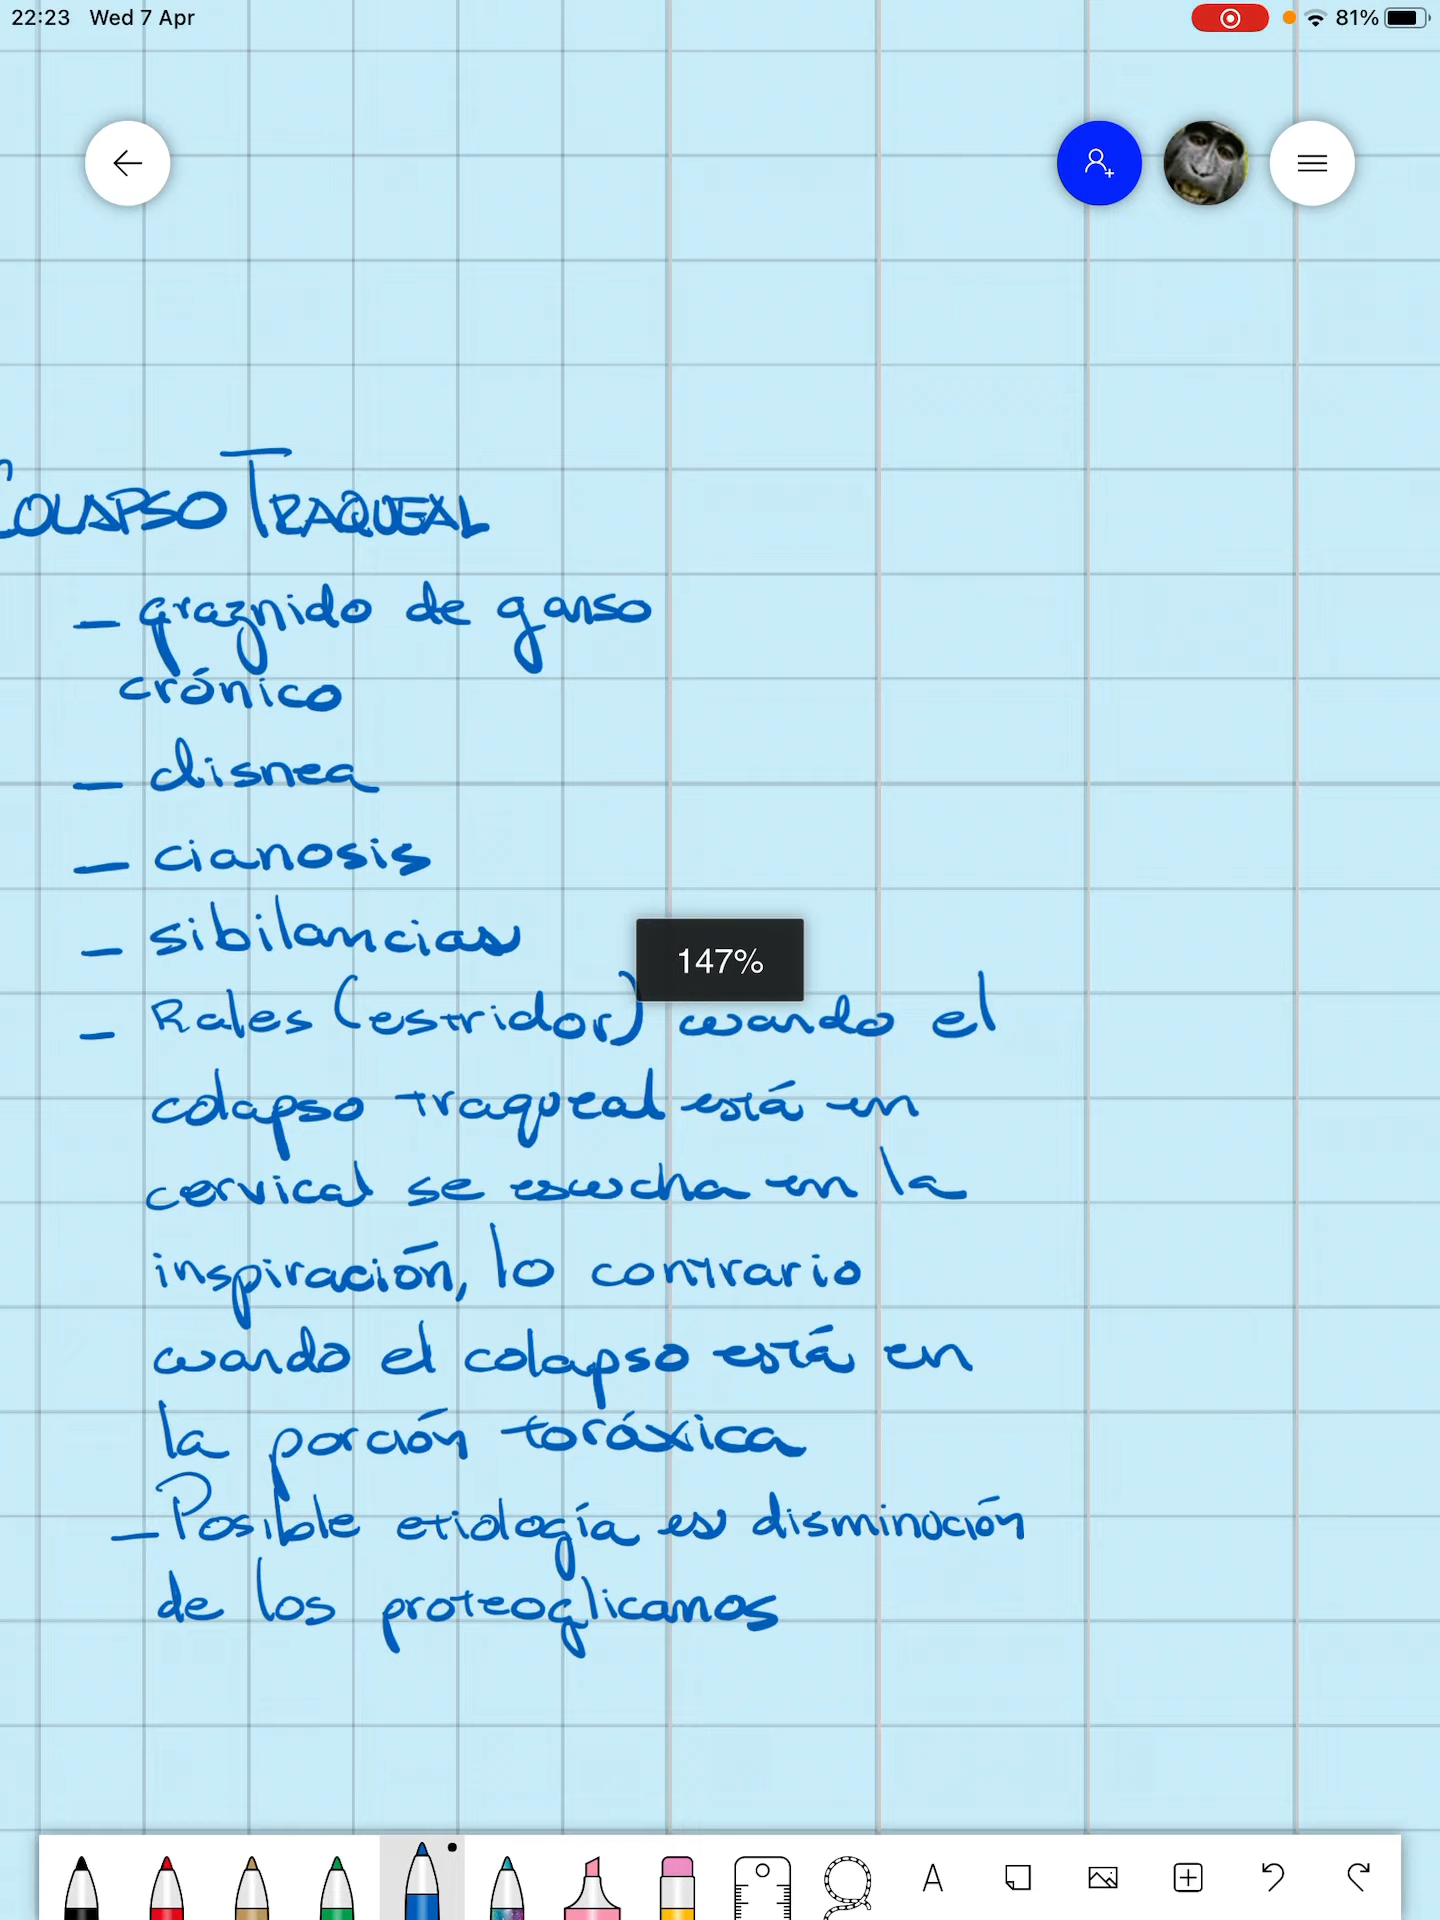 22:23 Wed 7 Apr
81%
COLAPSO TRAQUEAL
- graznido de ganso
crónico
- disnea
- cianosis
- sibilancias
147%
- Rales (estridor) cuando el
colapso traqueal está en
cervical se escucha en la
inspiración, lo contrario
cuando el colapso está en
la porción toráxica
- Posible etiología es disminución
de los proteoglicanos
A